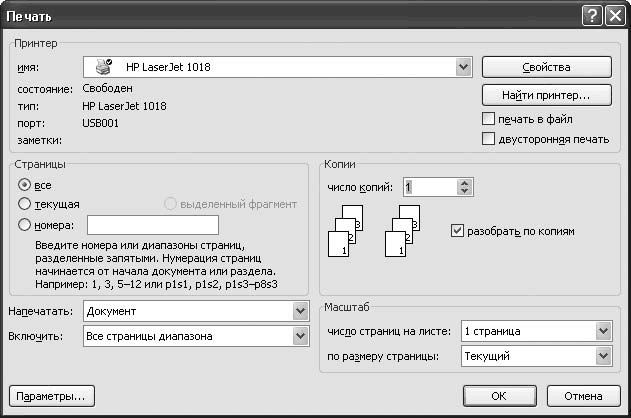 Печать
Принтер
имя: HP LaserJet 1018
Свойства
состояние: Свободен
Найти принтер...
тип: HP LaserJet 1018
порт: USB001
печать в файл
заметки:
двусторонняя печать
Страницы
все
текущая
выделенный фрагмент
номера:
Введите номера или диапазоны страниц,
разделенные запятыми. Нумерация страниц
начинается от начала документа или раздела.
Например: 1, 3, 5–12 или p1s1, p1s2, p1s3–p8s3
Копии
число копий: 1
3 3
2 2
1 1
разобрать по копиям
Напечатать: Документ
Включить: Все страницы диапазона
Масштаб
число страниц на листе: 1 страница
по размеру страницы: Текущий
Параметры...
ОК
Отмена